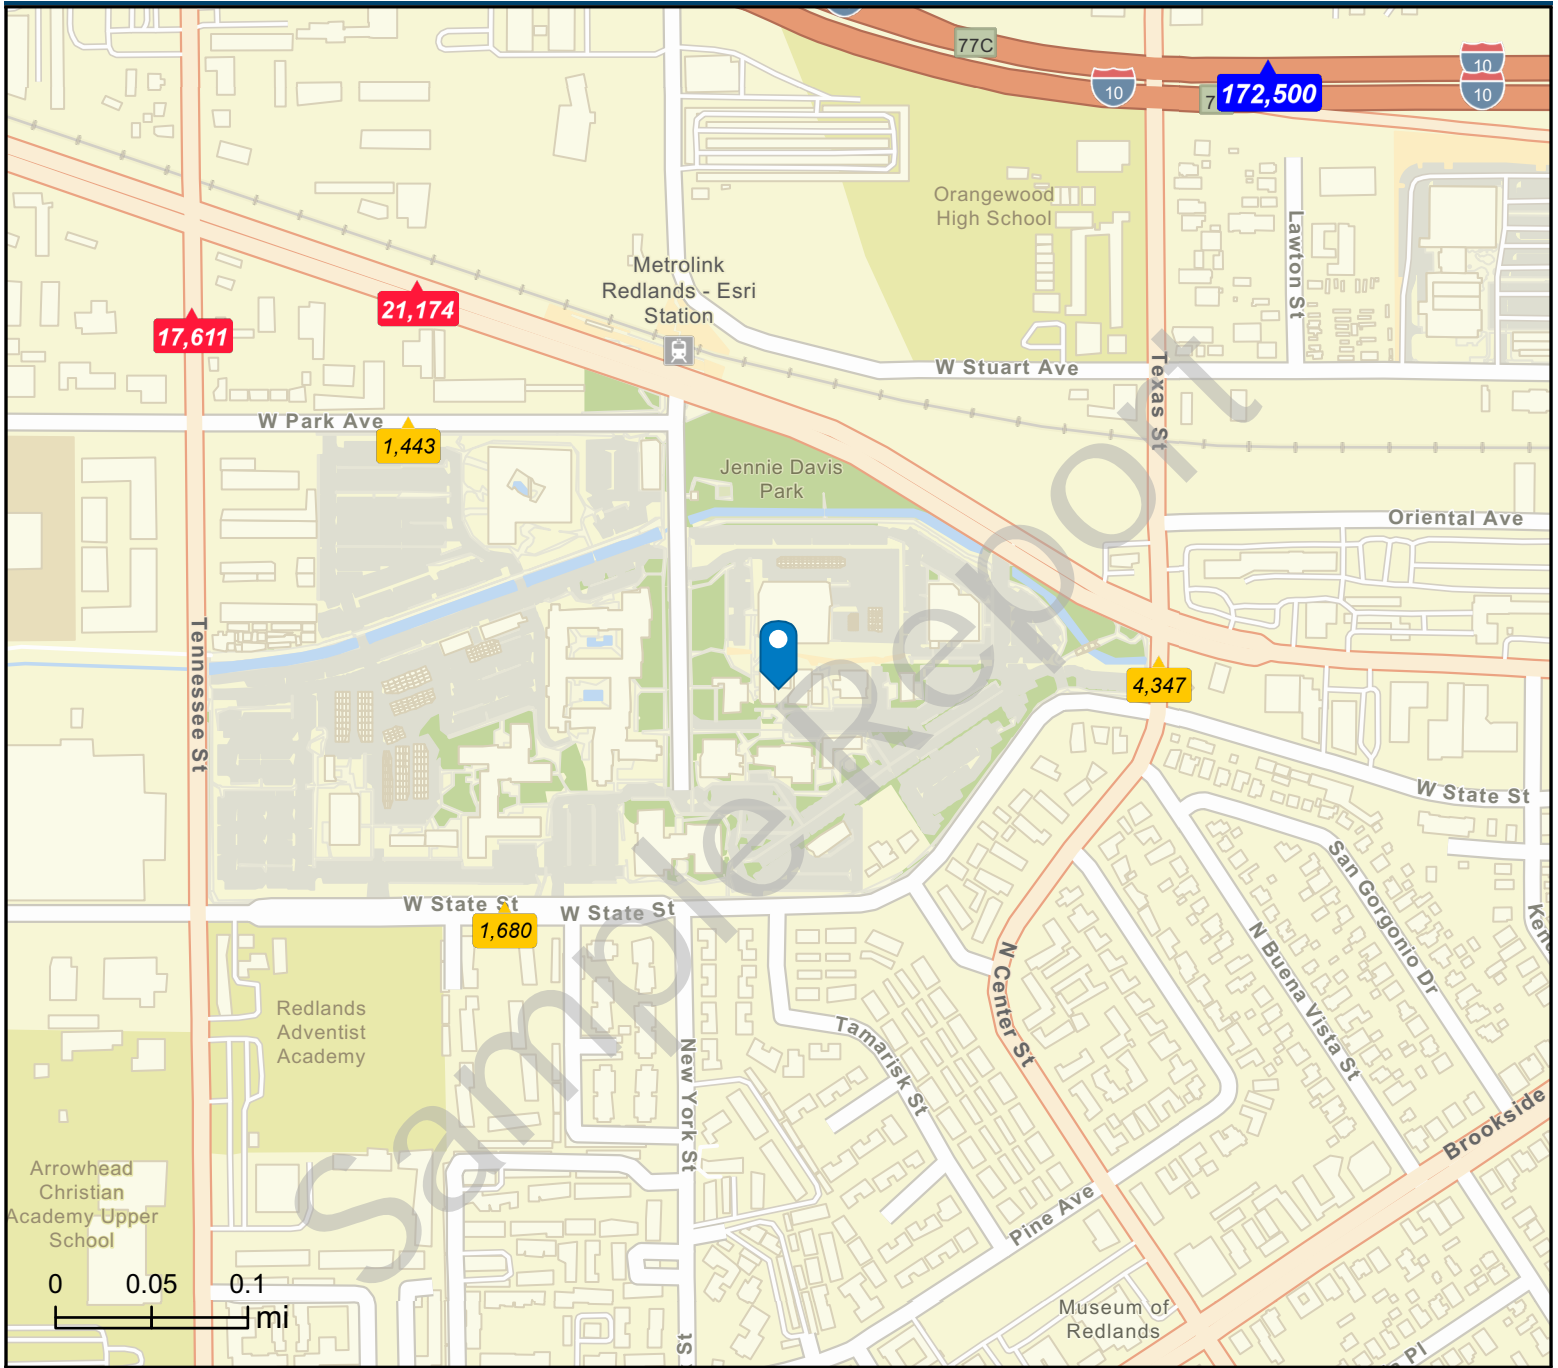 77C
10
10
10
7
172,500
Orangewood
High School
Lawton St
Metrolink
Redlands - Esri
Station
21,174
17,611
W Stuart Ave
Texas St
W Park Ave
1,443
Jennie Davis
Park
Oriental Ave
Tennessee St
4,347
W State St
San Gorgonio Dr
W State St
W State St
1,680
N Buena Vista St
N Center St
Redlands
Adventist
Academy
Tamarisk St
New York St
Brookside
Arrowhead
Christian
Academy Upper
School
Pine Ave
0 0.05 0.1
mi
Museum of
Redlands
St
Pl
Sample Report